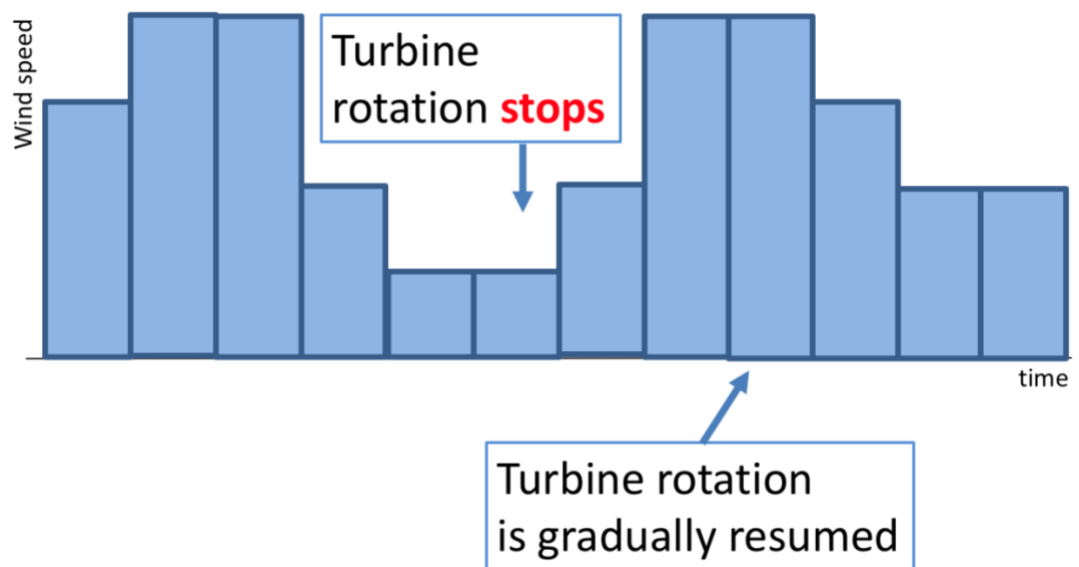 Wind speed
Turbine
rotation stops
time
Turbine rotation
is gradually resumed